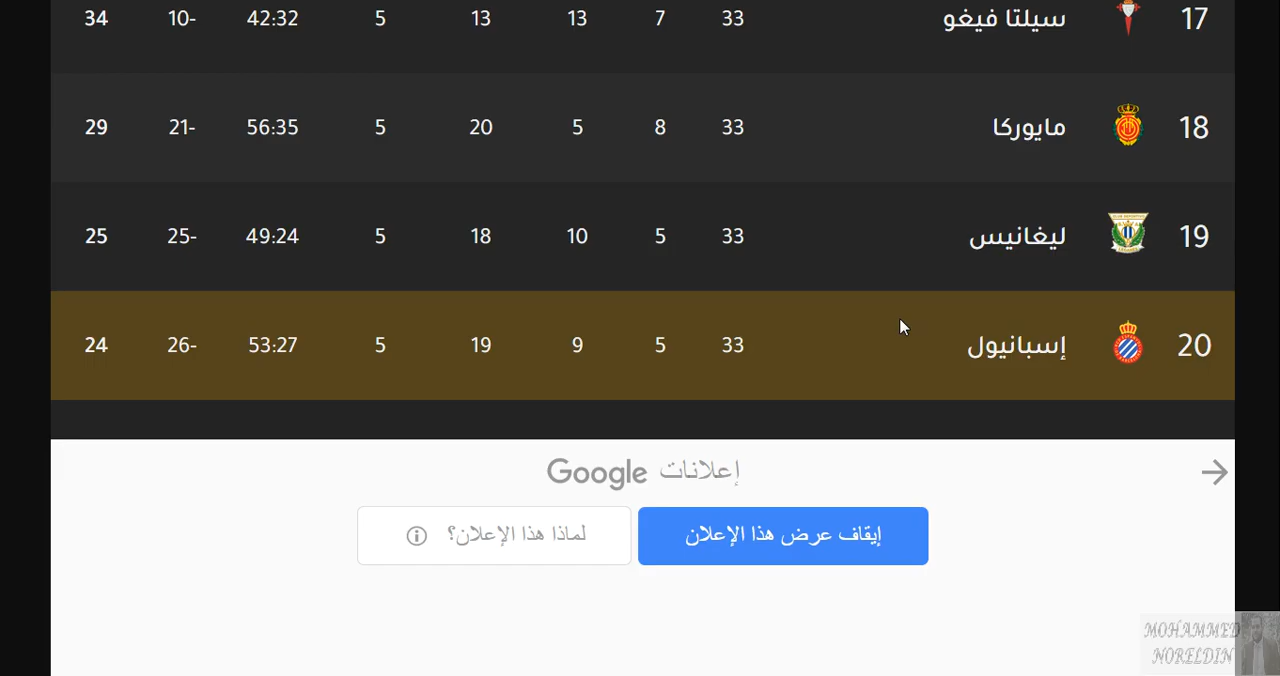 17 سيلتا فيغو 33 7 13 13 5 42:32 10- 34
18 مايوركا 33 8 5 20 5 56:35 21- 29
19 ليغانيس 33 5 10 18 5 49:24 25- 25
20 إسبانيول 33 5 9 19 5 53:27 26- 24
إعلانات Google
إيقاف عرض هذا الإعلان
لماذا هذا الإعلان؟
MOHAMMED
NORELDIN